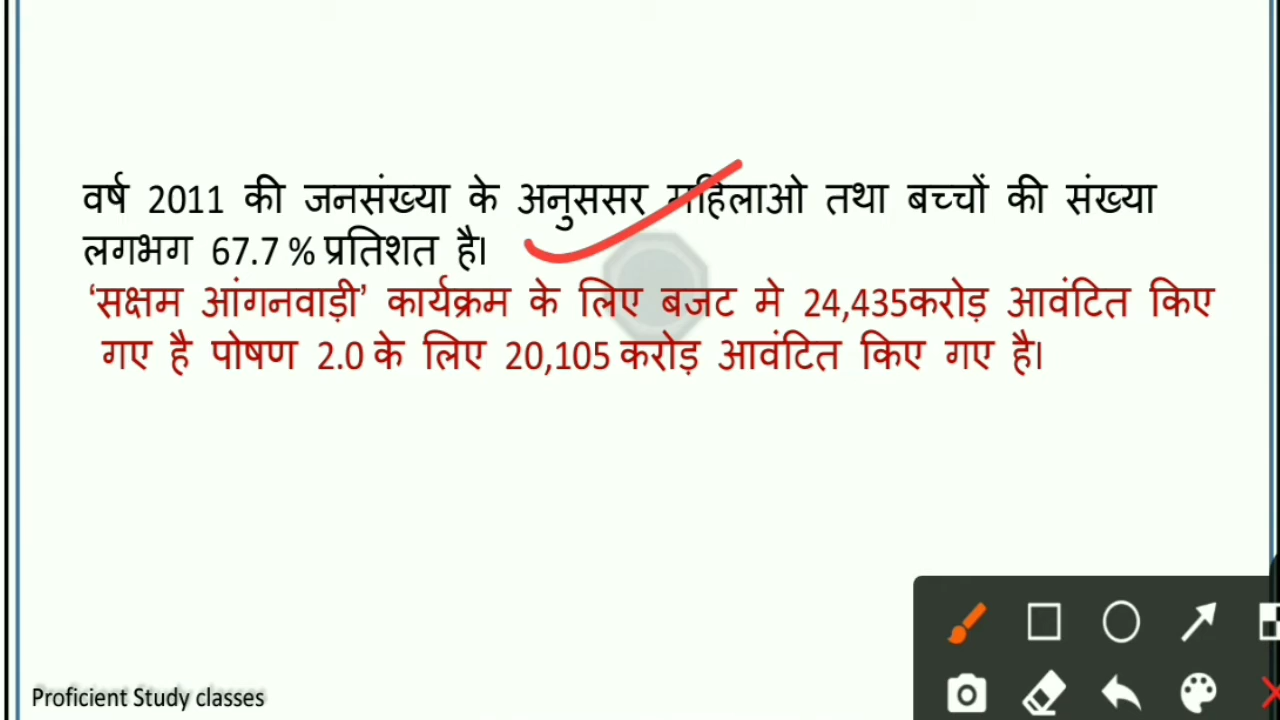 वर्ष 2011 की जनसंख्या के अनुससर महिलाओ तथा बच्चों की संख्या
लगभग 67.7 % प्रतिशत है।
‘सक्षम आंगनवाड़ी’ कार्यक्रम के लिए बजट मे 24,435करोड़ आवंटित किए
गए है पोषण 2.0 के लिए 20,105 करोड़ आवंटित किए गए है।
Proficient Study classes